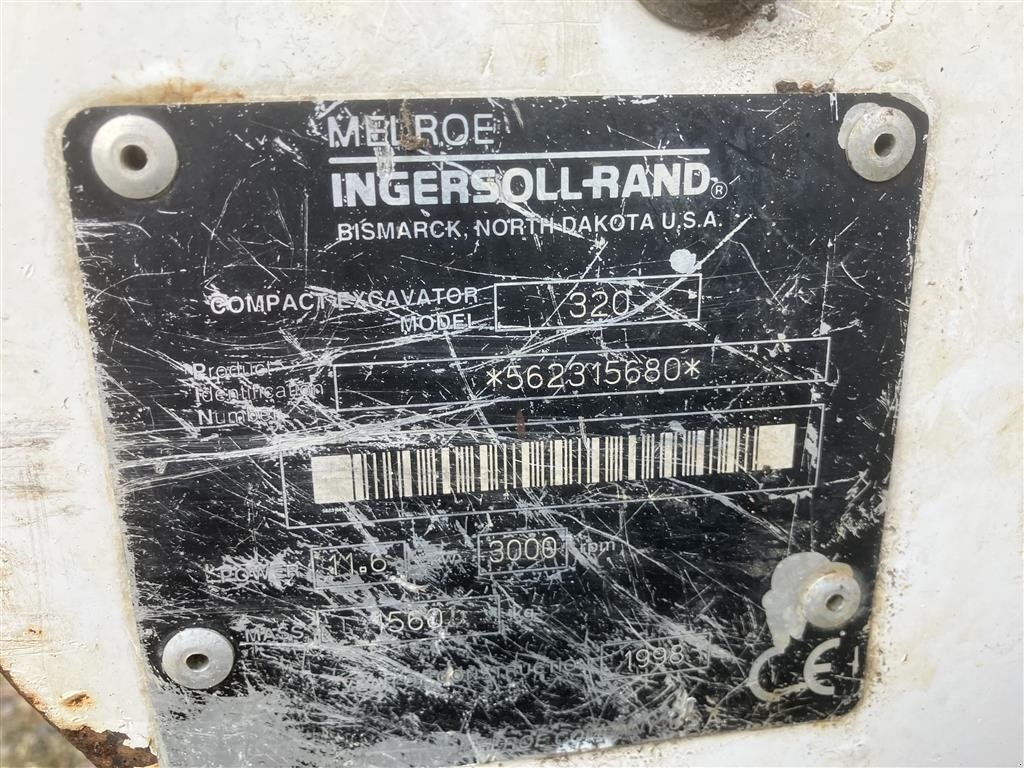 MELROE
INGERSOLL-RAND®
BISMARCK, NORTH DAKOTA U.S.A.
COMPACT EXCAVATOR
MODEL 320
Product
Identification
Number
*562315680*
POWER 11.6 3000 rpm
MASS 1560 kg
1998
CE